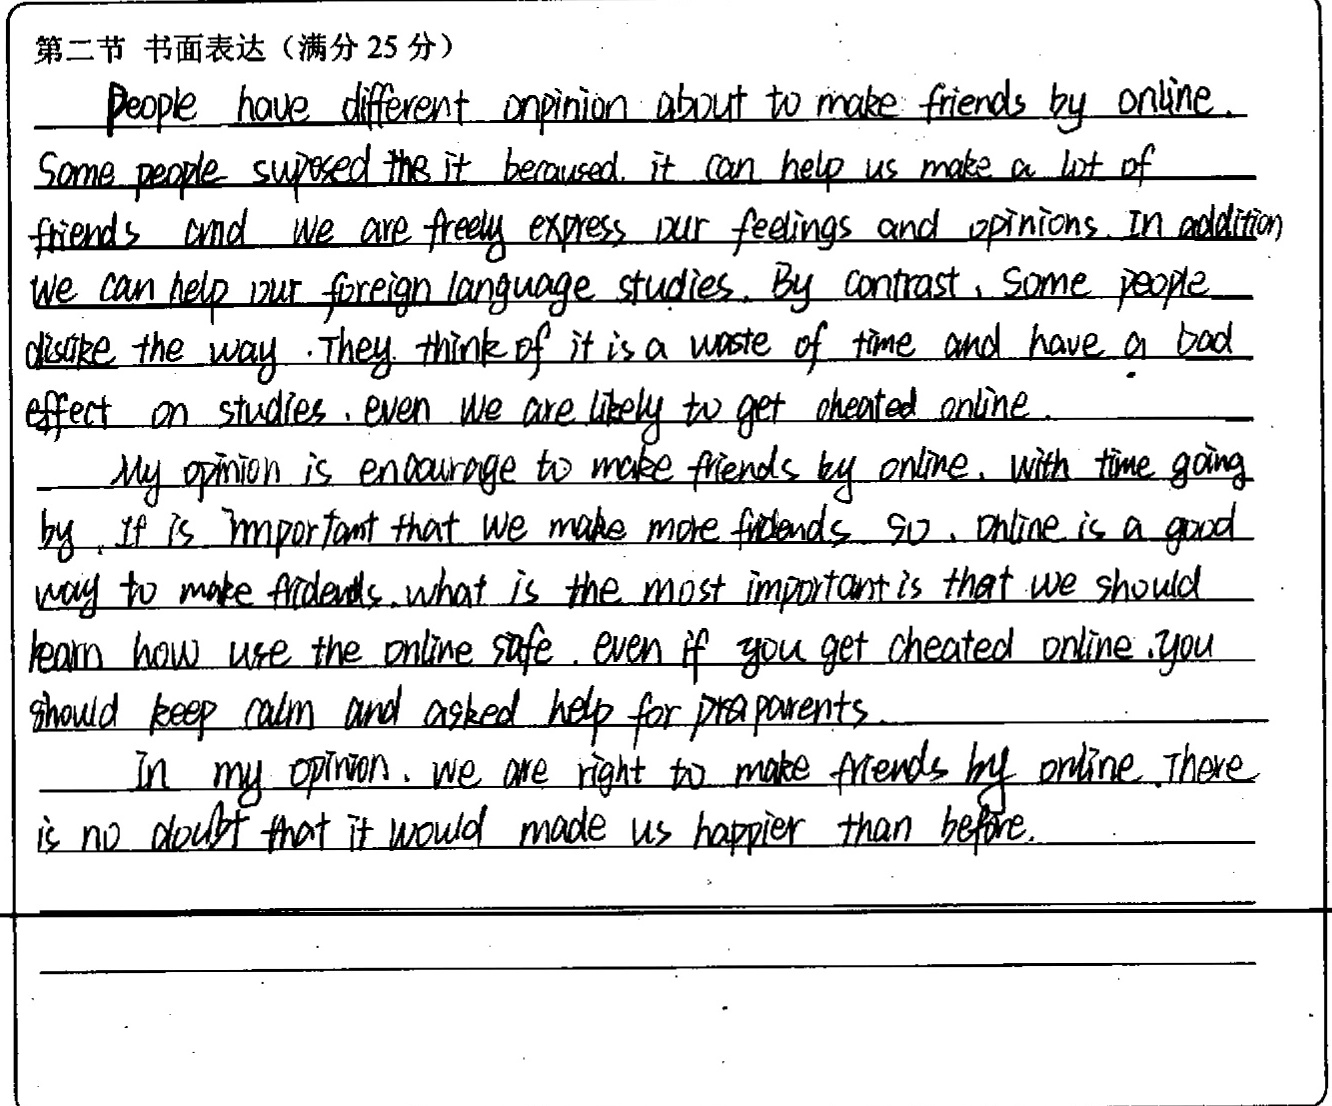 第二节 书面表达（满分 25 分）
People have different onpinion about to make friends by online.
Some people suposed the it beraused. it can help us make a lot of
friends and we are freely express our feelings and opinions. In addition
we can help our foreign language studies. By contrast, Some people
dislike the way. They think of it is a waste of time and have a bad
effect on studies. even we are likely to get cheated online.
My opinion is encourage to make friends by online. with time going
by, It is important that we make more fridends so, online is a good
way to make fridends. what is the most important is that we should
learn how use the online safe. even if you get cheated online. you
should keep calm and asked help for parents.
In my opinion, we are right to make friends by online. There
is no doubt that it would made us happier than before.